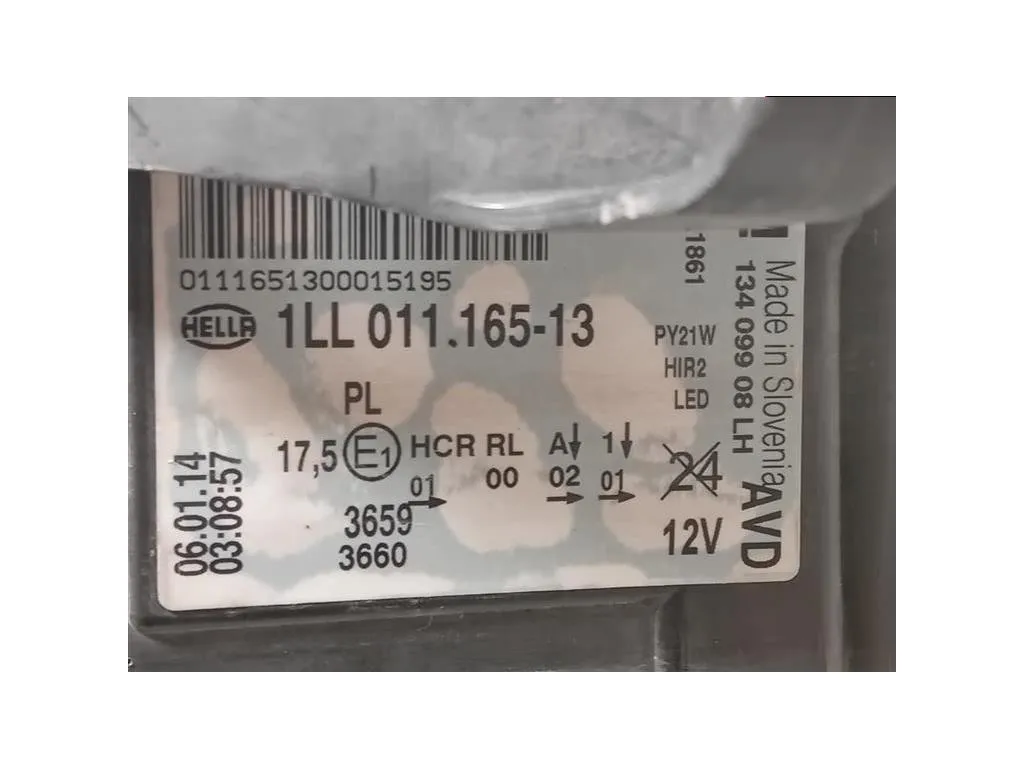 0111651300015195
HELLA 1LL 011.165-13
PL
17,5 E1 HCR RL A↓ 1↓
01 00 02 01
→ → →
3659
3660
PY21W
HIR2
LED
24
12V
06.01.14
03:08:57
1861
134 099 08 LH
AVD
Made in Slovenia